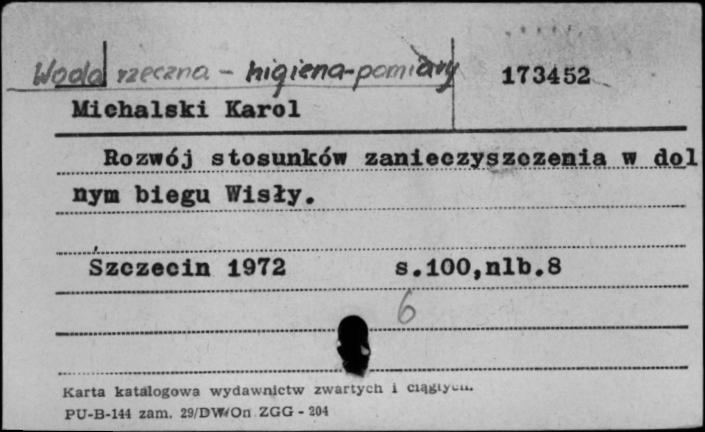 Woda rzeczna - higiena-pomiary
173452
Michalski Karol
Rozwój stosunków zanieczyszczenia w dol
nym biegu Wisły.
Szczecin 1972 s.100,nlb.8
6
Karta katalogowa wydawnictw zwartych i ciągłych.
PU-B-144 zam. 29/DW/On ZGG - 204